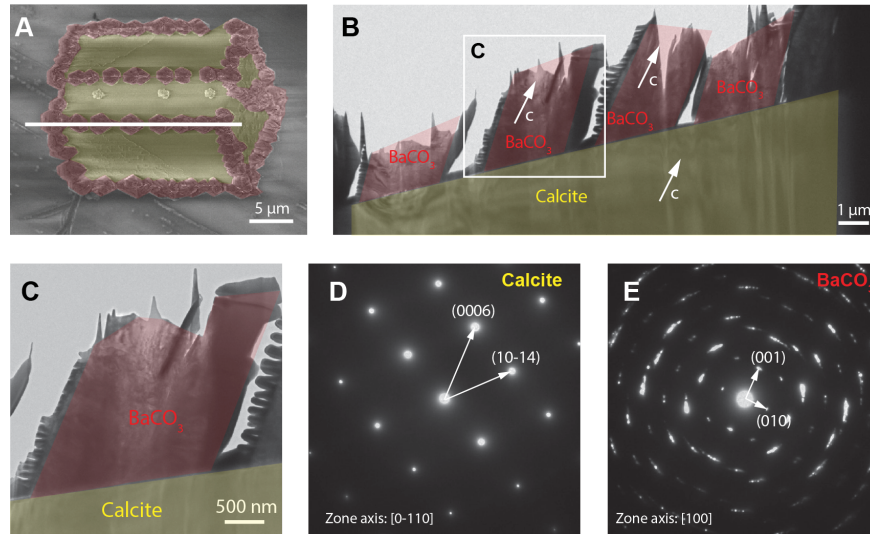 A
5 μm
B
C
c
c
c
BaCO₃
BaCO₃
BaCO₃
BaCO₃
Calcite
1 μm
C
BaCO₃
Calcite
500 nm
D
Calcite
(0006)
(10-14)
Zone axis: [0-110]
E
BaCO
(001)
(010)
Zone axis: [-100]